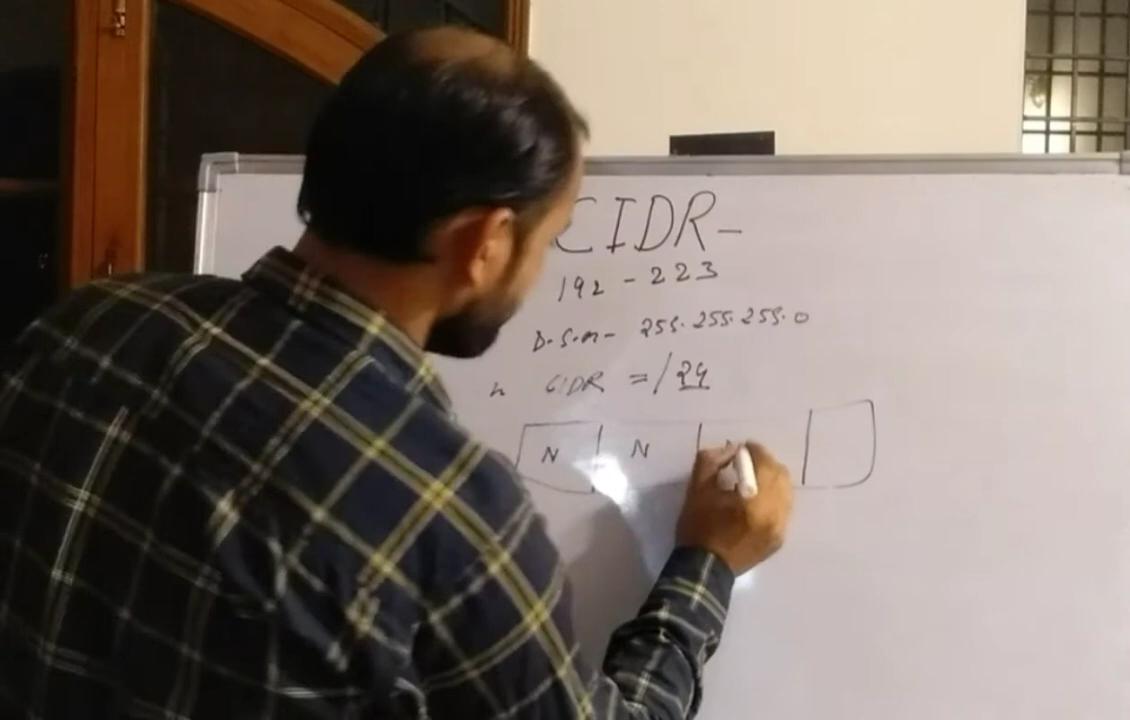 CIDR-
192 - 223
D.S.M- 255.255.255.0
CIDR = /24
N N